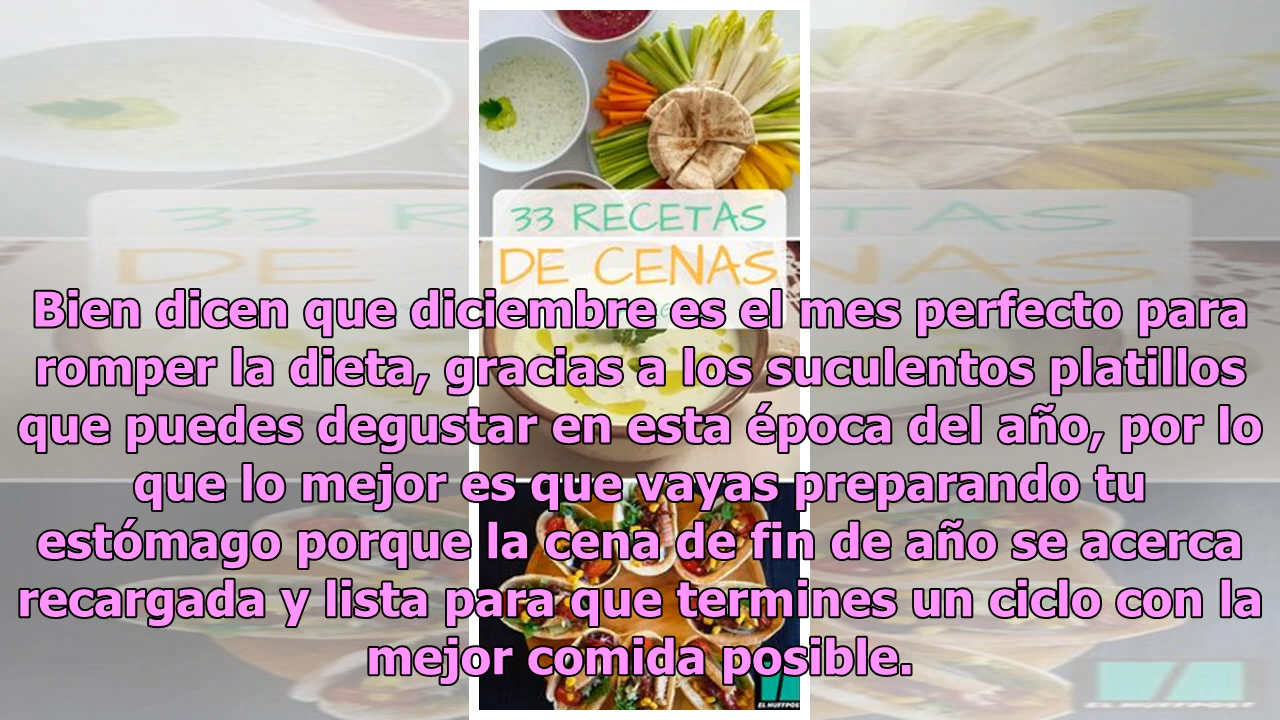 33 RECETAS
DE CENAS
Bien dicen que diciembre es el mes perfecto para
romper la dieta, gracias a los suculentos platillos
que puedes degustar en esta época del año, por lo
que lo mejor es que vayas preparando tu
estómago porque la cena de fin de año se acerca
recargada y lista para que termines un ciclo con la
mejor comida posible.
EL HUFFPOST